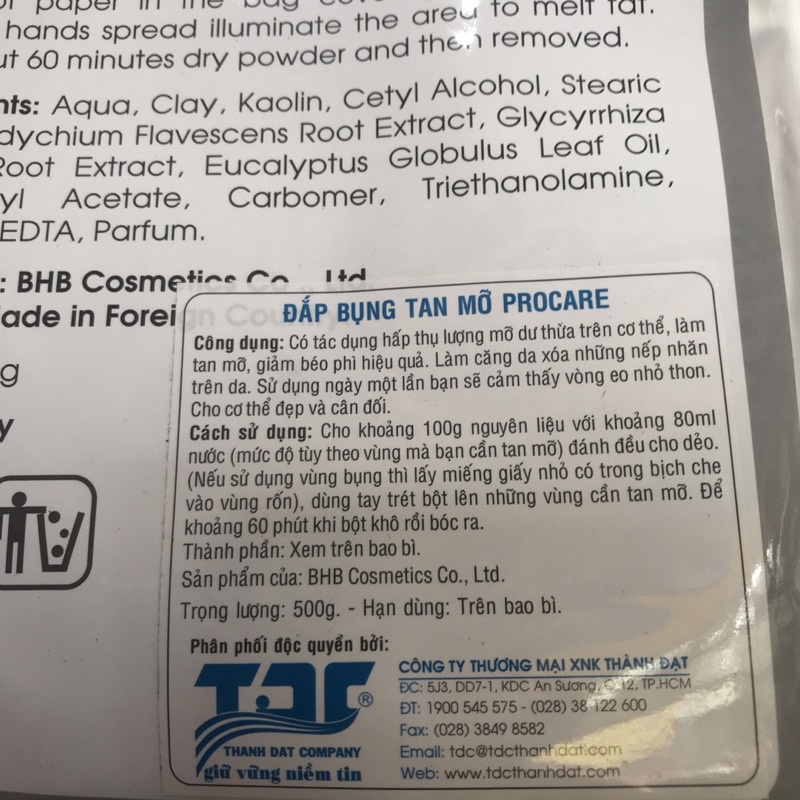 paper in the bag
hands spread illuminate the area to melt fat.
60 minutes dry powder and then removed.
nts: Aqua, Clay, Kaolin, Cetyl Alcohol, Stearic
dychium Flavescens Root Extract, Glycyrrhiza
Root Extract, Eucalyptus Globulus Leaf Oil,
yl Acetate, Carbomer, Triethanolamine,
EDTA, Parfum.
: BHB Cosmetics Co., Ltd.
ade in Foreign Country
g
y
ĐẮP BỤNG TAN MỠ PROCARE
Công dụng: Có tác dụng hấp thụ lượng mỡ dư thừa trên cơ thể, làm
tan mỡ, giảm béo phì hiệu quả. Làm căng da xóa những nếp nhăn
trên da. Sử dụng ngày một lần bạn sẽ cảm thấy vòng eo nhỏ thon.
Cho cơ thể đẹp và cân đối.
Cách sử dụng: Cho khoảng 100g nguyên liệu với khoảng 80ml
nước (mức độ tùy theo vùng mà bạn cần tan mỡ) đánh đều cho dẻo.
(Nếu sử dụng vùng bụng thì lấy miếng giấy nhỏ có trong bịch che
vào vùng rốn), dùng tay trét bột lên những vùng cần tan mỡ. Để
khoảng 60 phút khi bột khô rồi bóc ra.
Thành phần: Xem trên bao bì.
Sản phẩm của: BHB Cosmetics Co., Ltd.
Trọng lượng: 500g. - Hạn dùng: Trên bao bì.
Phân phối độc quyền bởi:
TDC ®
THANH DAT COMPANY
giữ vững niềm tin
CÔNG TY THƯƠNG MẠI XNK THÀNH ĐẠT
ĐC: 5J3, DD7-1, KDC An Sương, Q.12, TP.HCM
ĐT: 1900 545 575 - (028) 38 122 600
Fax: (028) 3849 8582
Email: tdc@tdcthanhdat.com
Web: www.tdcthanhdat.com